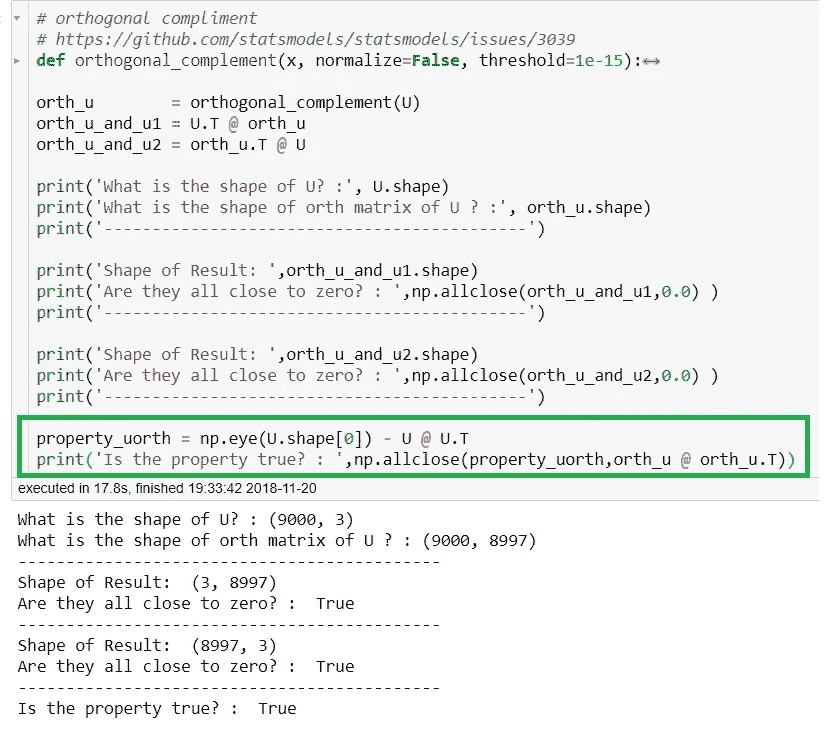 # orthogonal compliment
# https://github.com/statsmodels/statsmodels/issues/3039
def orthogonal_complement(x, normalize=False, threshold=1e-15):↔
orth_u        = orthogonal_complement(U)
orth_u_and_u1 = U.T @ orth_u
orth_u_and_u2 = orth_u.T @ U
print('What is the shape of U? :', U.shape)
print('What is the shape of orth matrix of U ? :', orth_u.shape)
print('------------------------------------------')
print('Shape of Result: ',orth_u_and_u1.shape)
print('Are they all close to zero? : ',np.allclose(orth_u_and_u1,0.0) )
print('------------------------------------------')
print('Shape of Result: ',orth_u_and_u2.shape)
print('Are they all close to zero? : ',np.allclose(orth_u_and_u2,0.0) )
print('------------------------------------------')
property_uorth = np.eye(U.shape[0]) - U @ U.T
print('Is the property true? : ',np.allclose(property_uorth,orth_u @ orth_u.T))
executed in 17.8s, finished 19:33:42 2018-11-20
What is the shape of U? : (9000, 3)
What is the shape of orth matrix of U ? : (9000, 8997)
------------------------------------------
Shape of Result:  (3, 8997)
Are they all close to zero? :  True
------------------------------------------
Shape of Result:  (8997, 3)
Are they all close to zero? :  True
------------------------------------------
Is the property true? :  True